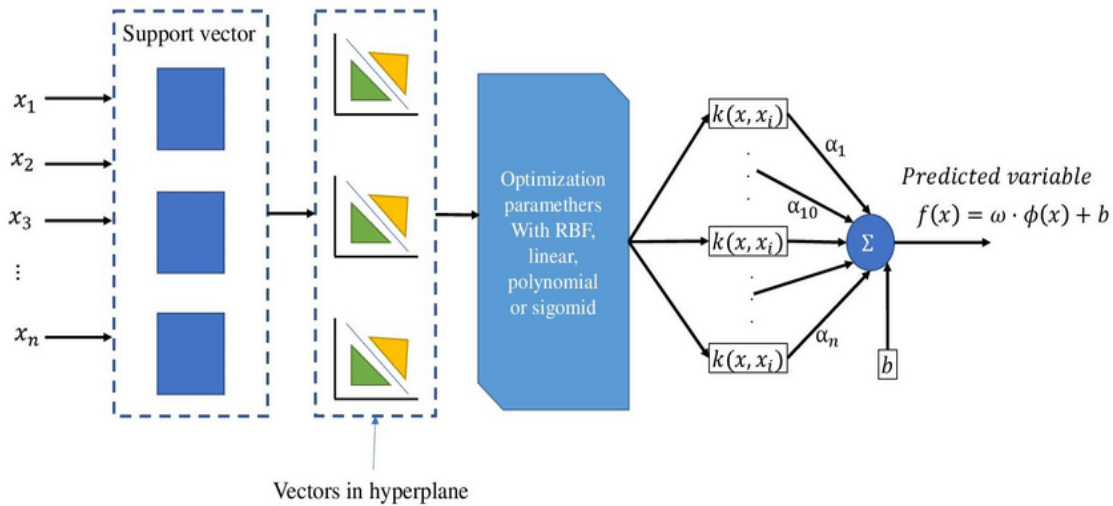 Support vector
x₁
x₂
x₃
⋮
xₙ
Vectors in hyperplane
Optimization
paramethers
With RBF,
linear,
polynomial
or sigomid
k(x, xᵢ)
k(x, xᵢ)
k(x, xᵢ)
α₁
α₁₀
αₙ
Σ
b
Predicted variable
f(x) = ω · ϕ(x) + b